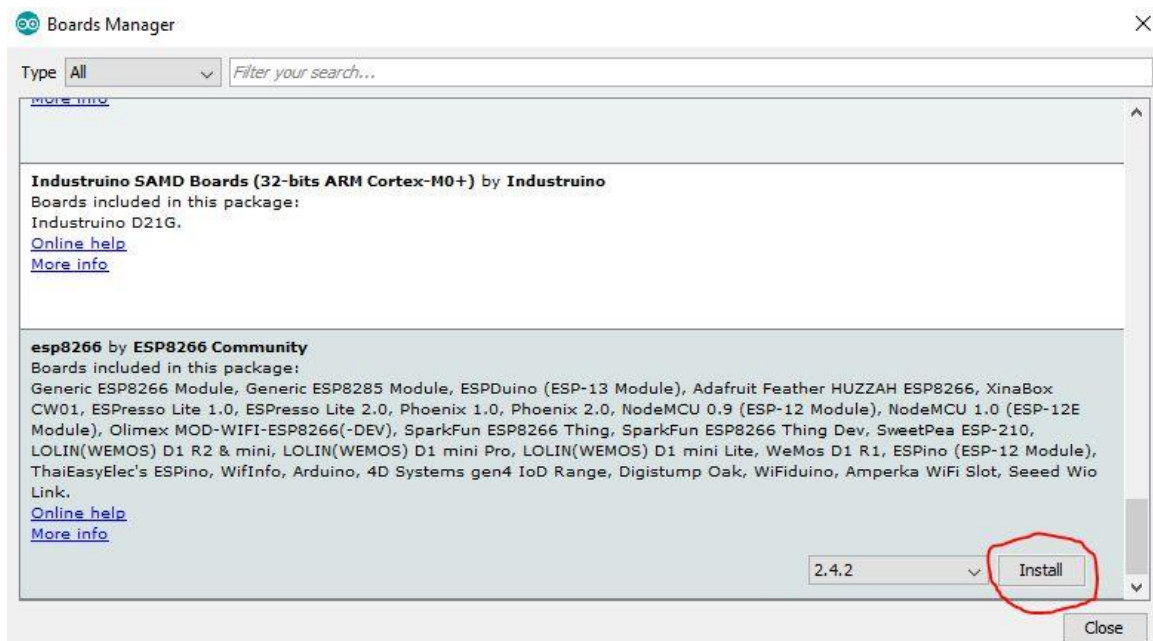 Boards Manager
Type All Filter your search...
More info
Industruino SAMD Boards (32-bits ARM Cortex-M0+) by Industruino
Boards included in this package:
Industruino D21G.
Online help
More info
esp8266 by ESP8266 Community
Boards included in this package:
Generic ESP8266 Module, Generic ESP8285 Module, ESPDuino (ESP-13 Module), Adafruit Feather HUZZAH ESP8266, XinaBox
CW01, ESPresso Lite 1.0, ESPresso Lite 2.0, Phoenix 1.0, Phoenix 2.0, NodeMCU 0.9 (ESP-12 Module), NodeMCU 1.0 (ESP-12E
Module), Olimex MOD-WIFI-ESP8266(-DEV), SparkFun ESP8266 Thing, SparkFun ESP8266 Thing Dev, SweetPea ESP-210,
LOLIN(WEMOS) D1 R2 & mini, LOLIN(WEMOS) D1 mini Pro, LOLIN(WEMOS) D1 mini Lite, WeMos D1 R1, ESPino (ESP-12 Module),
ThaiEasyElec's ESPino, WifInfo, Arduino, 4D Systems gen4 IoD Range, Digistump Oak, WiFiduino, Amperka WiFi Slot, Seeed Wio
Link.
Online help
More info
2.4.2 Install
Close